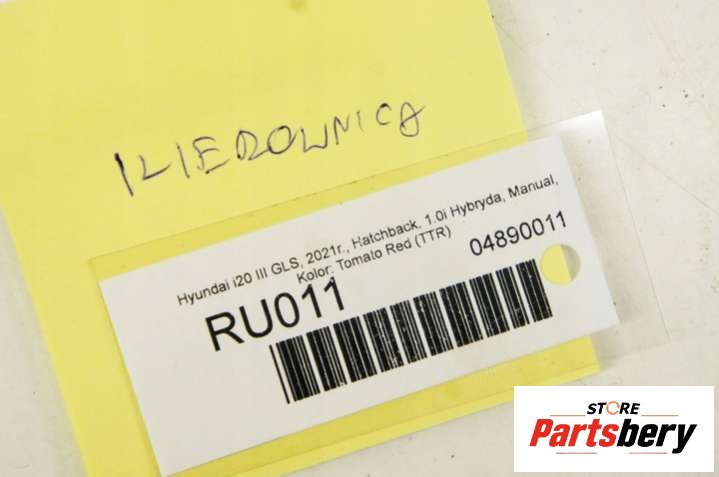 KIEROWNICA
Hyundai i20 III GLS, 2021r., Hatchback, 1.0i Hybryda, Manual,
Kolor: Tomato Red (TTR)
RU011
04890011
STORE
Partsbery